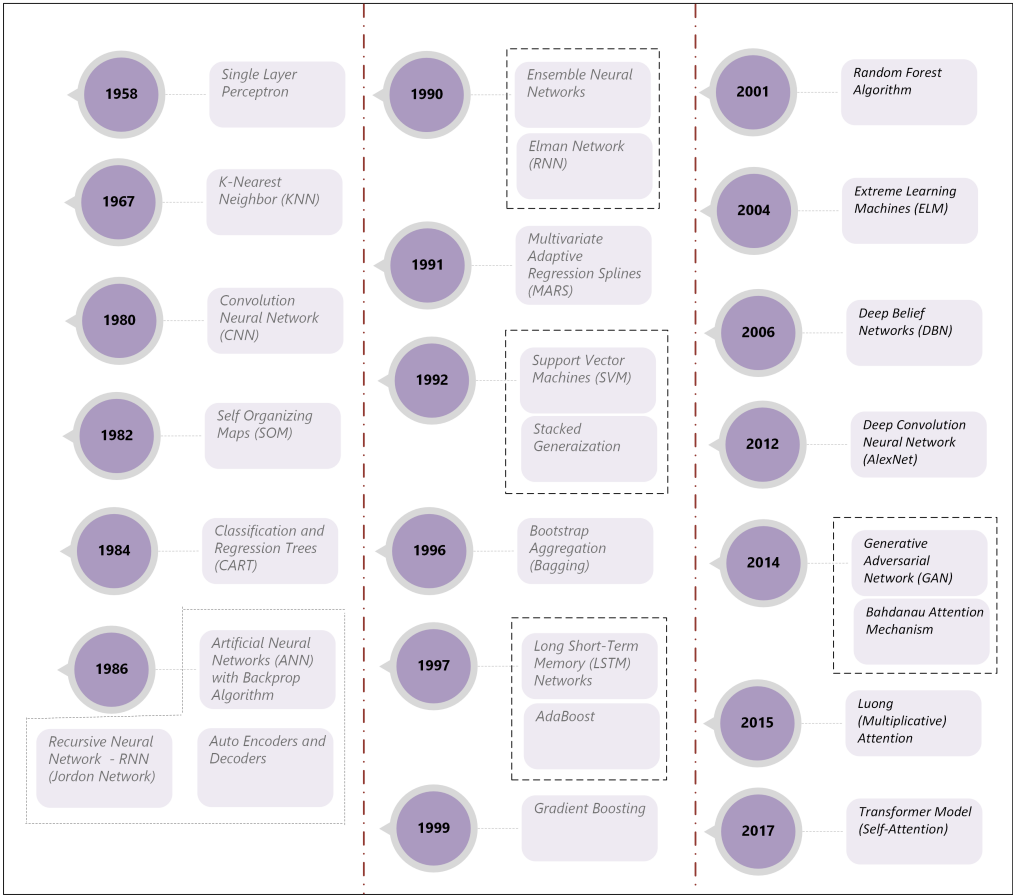 1958
Single Layer
Perceptron
1967
K-Nearest
Neighbor (KNN)
1980
Convolution
Neural Network
(CNN)
1982
Self Organizing
Maps (SOM)
1984
Classification and
Regression Trees
(CART)
1986
Artificial Neural
Networks (ANN)
with Backprop
Algorithm
Recursive Neural
Network - RNN
(Jordon Network)
Auto Encoders and
Decoders
1990
Ensemble Neural
Networks
Elman Network
(RNN)
1991
Multivariate
Adaptive
Regression Splines
(MARS)
1992
Support Vector
Machines (SVM)
Stacked
Generaization
1996
Bootstrap
Aggregation
(Bagging)
1997
Long Short-Term
Memory (LSTM)
Networks
AdaBoost
1999
Gradient Boosting
2001
Random Forest
Algorithm
2004
Extreme Learning
Machines (ELM)
2006
Deep Belief
Networks (DBN)
2012
Deep Convolution
Neural Network
(AlexNet)
2014
Generative
Adversarial
Network (GAN)
Bahdanau Attention
Mechanism
2015
Luong
(Multiplicative)
Attention
2017
Transformer Model
(Self-Attention)